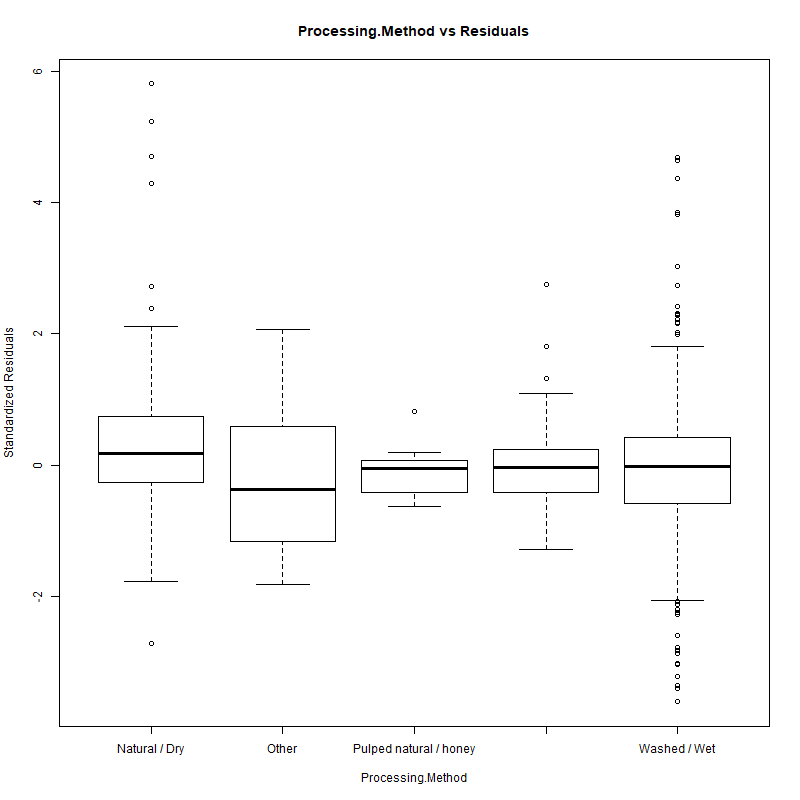 Processing.Method vs Residuals
6
4
2
0
-2
Standardized Residuals
Natural / Dry
Other
Pulped natural / honey
Washed / Wet
Processing.Method